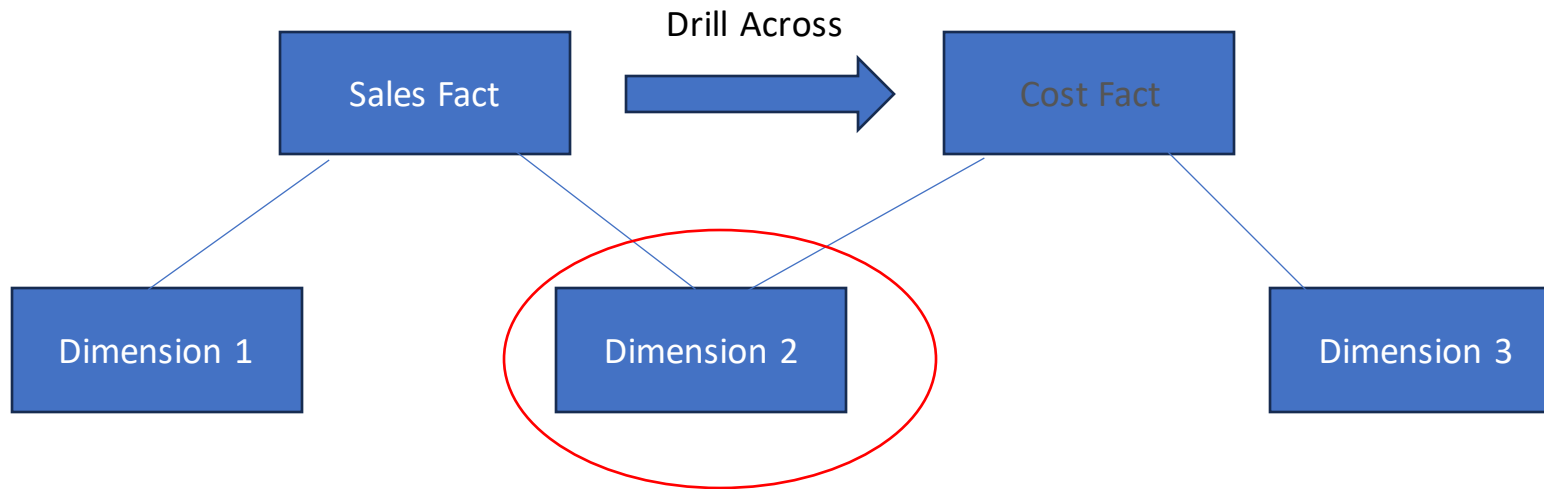 Drill Across
Sales Fact
Cost Fact
Dimension 1
Dimension 2
Dimension 3